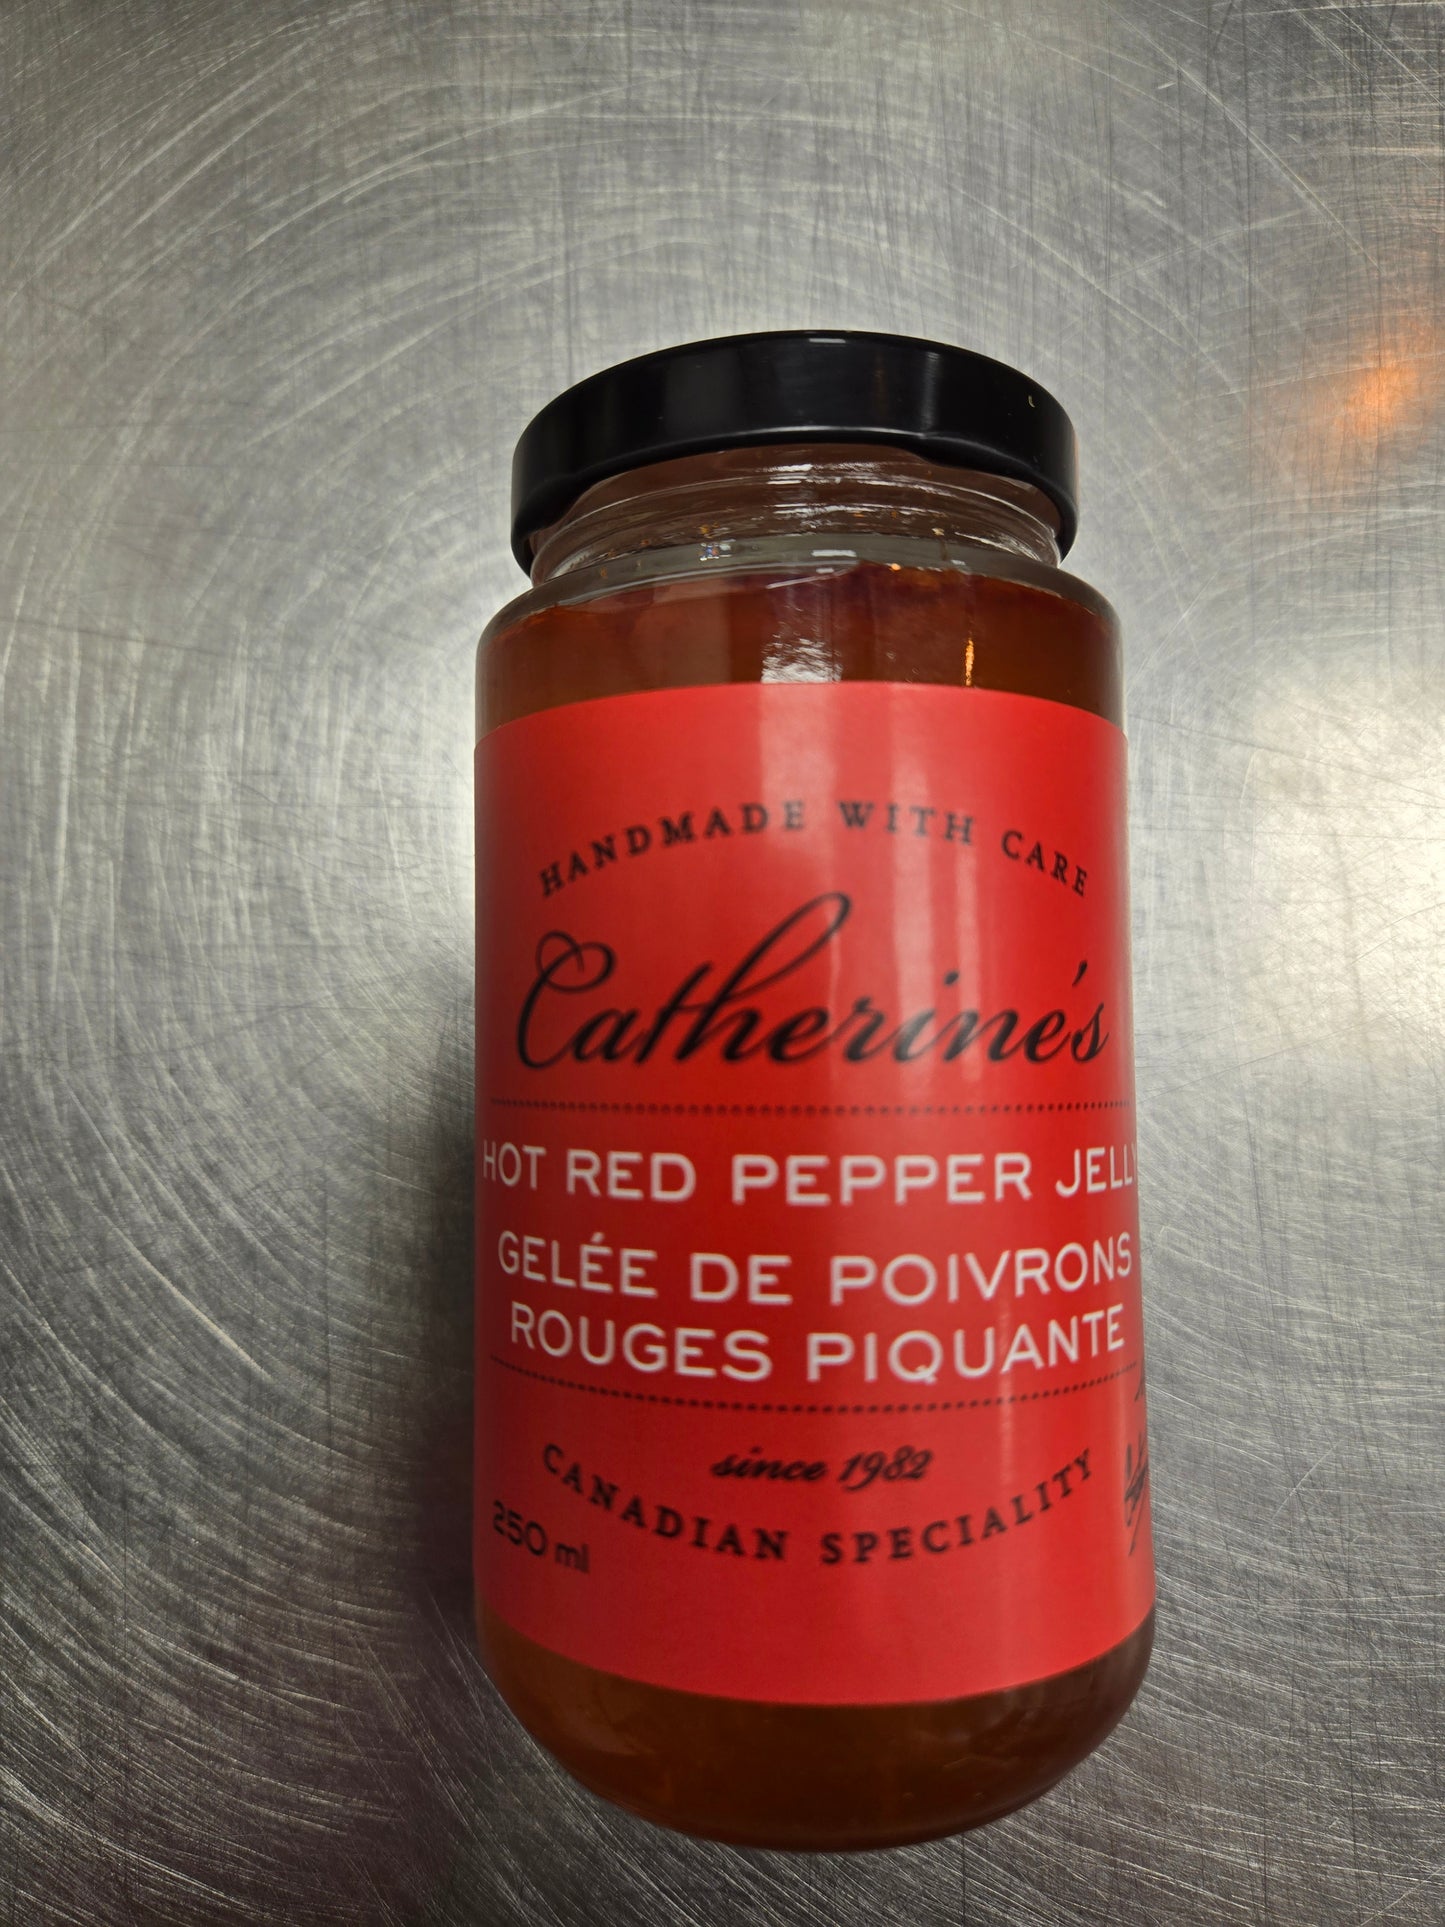 HANDMADE WITH CARE
Catherine's
HOT RED PEPPER JELLY
GELÉE DE POIVRONS
ROUGES PIQUANTE
since 1982
CANADIAN SPECIALITY
250 ml